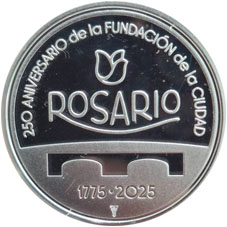 250 ANIVERSARIO de la FUNDACIÓN de la CIUDAD
ROSARIO
1775•2025